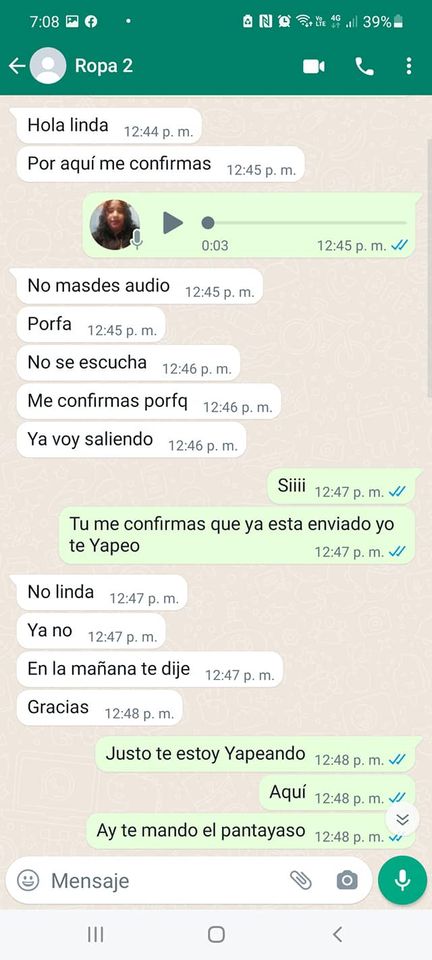 7:08
Vo LTE 4G 39%
Ropa 2
Hola linda 12:44 p. m.
Por aquí me confirmas 12:45 p. m.
0:03 12:45 p. m.
No masdes audio 12:45 p. m.
Porfa 12:45 p. m.
No se escucha 12:46 p. m.
Me confirmas porfq 12:46 p. m.
Ya voy saliendo 12:46 p. m.
Siiii 12:47 p. m.
Tu me confirmas que ya esta enviado yo
te Yapeo 12:47 p. m.
No linda 12:47 p. m.
Ya no 12:47 p. m.
En la mañana te dije 12:47 p. m.
Gracias 12:48 p. m.
Justo te estoy Yapeando 12:48 p. m.
Aquí 12:48 p. m.
Ay te mando el pantayaso 12:48 p. m.
Mensaje